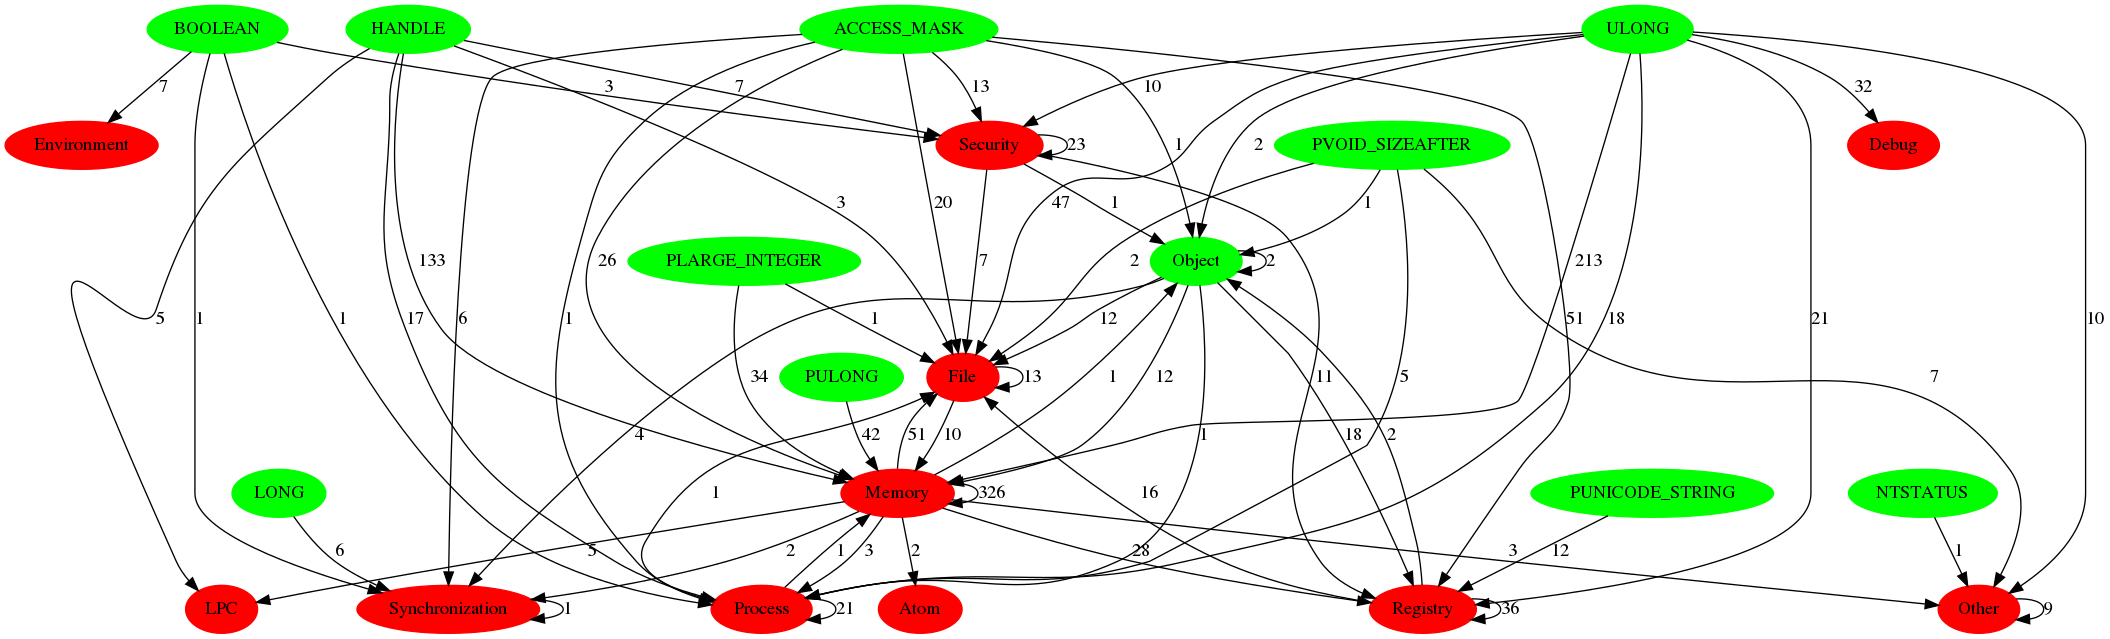 BOOLEAN HANDLE ACCESS_MASK ULONG
7 3 7 13 10 32
Environment Security 23 PVOID_SIZEAFTER Debug
1 2
3 20 47 1 1
133 26 PLARGE_INTEGER 7 2 Object 2 213
5 1 1 17 6 1 1 12 51 18 21 10
PULONG File 13
34 1 12 11 5 7
4 42 51 10 18 2
LONG Memory 326 PUNICODE_STRING NTSTATUS
1 1 16
6 5 2 1 3 2 28 3 12 1
LPC Synchronization 1 Process 21 Atom Registry 36 Other 9